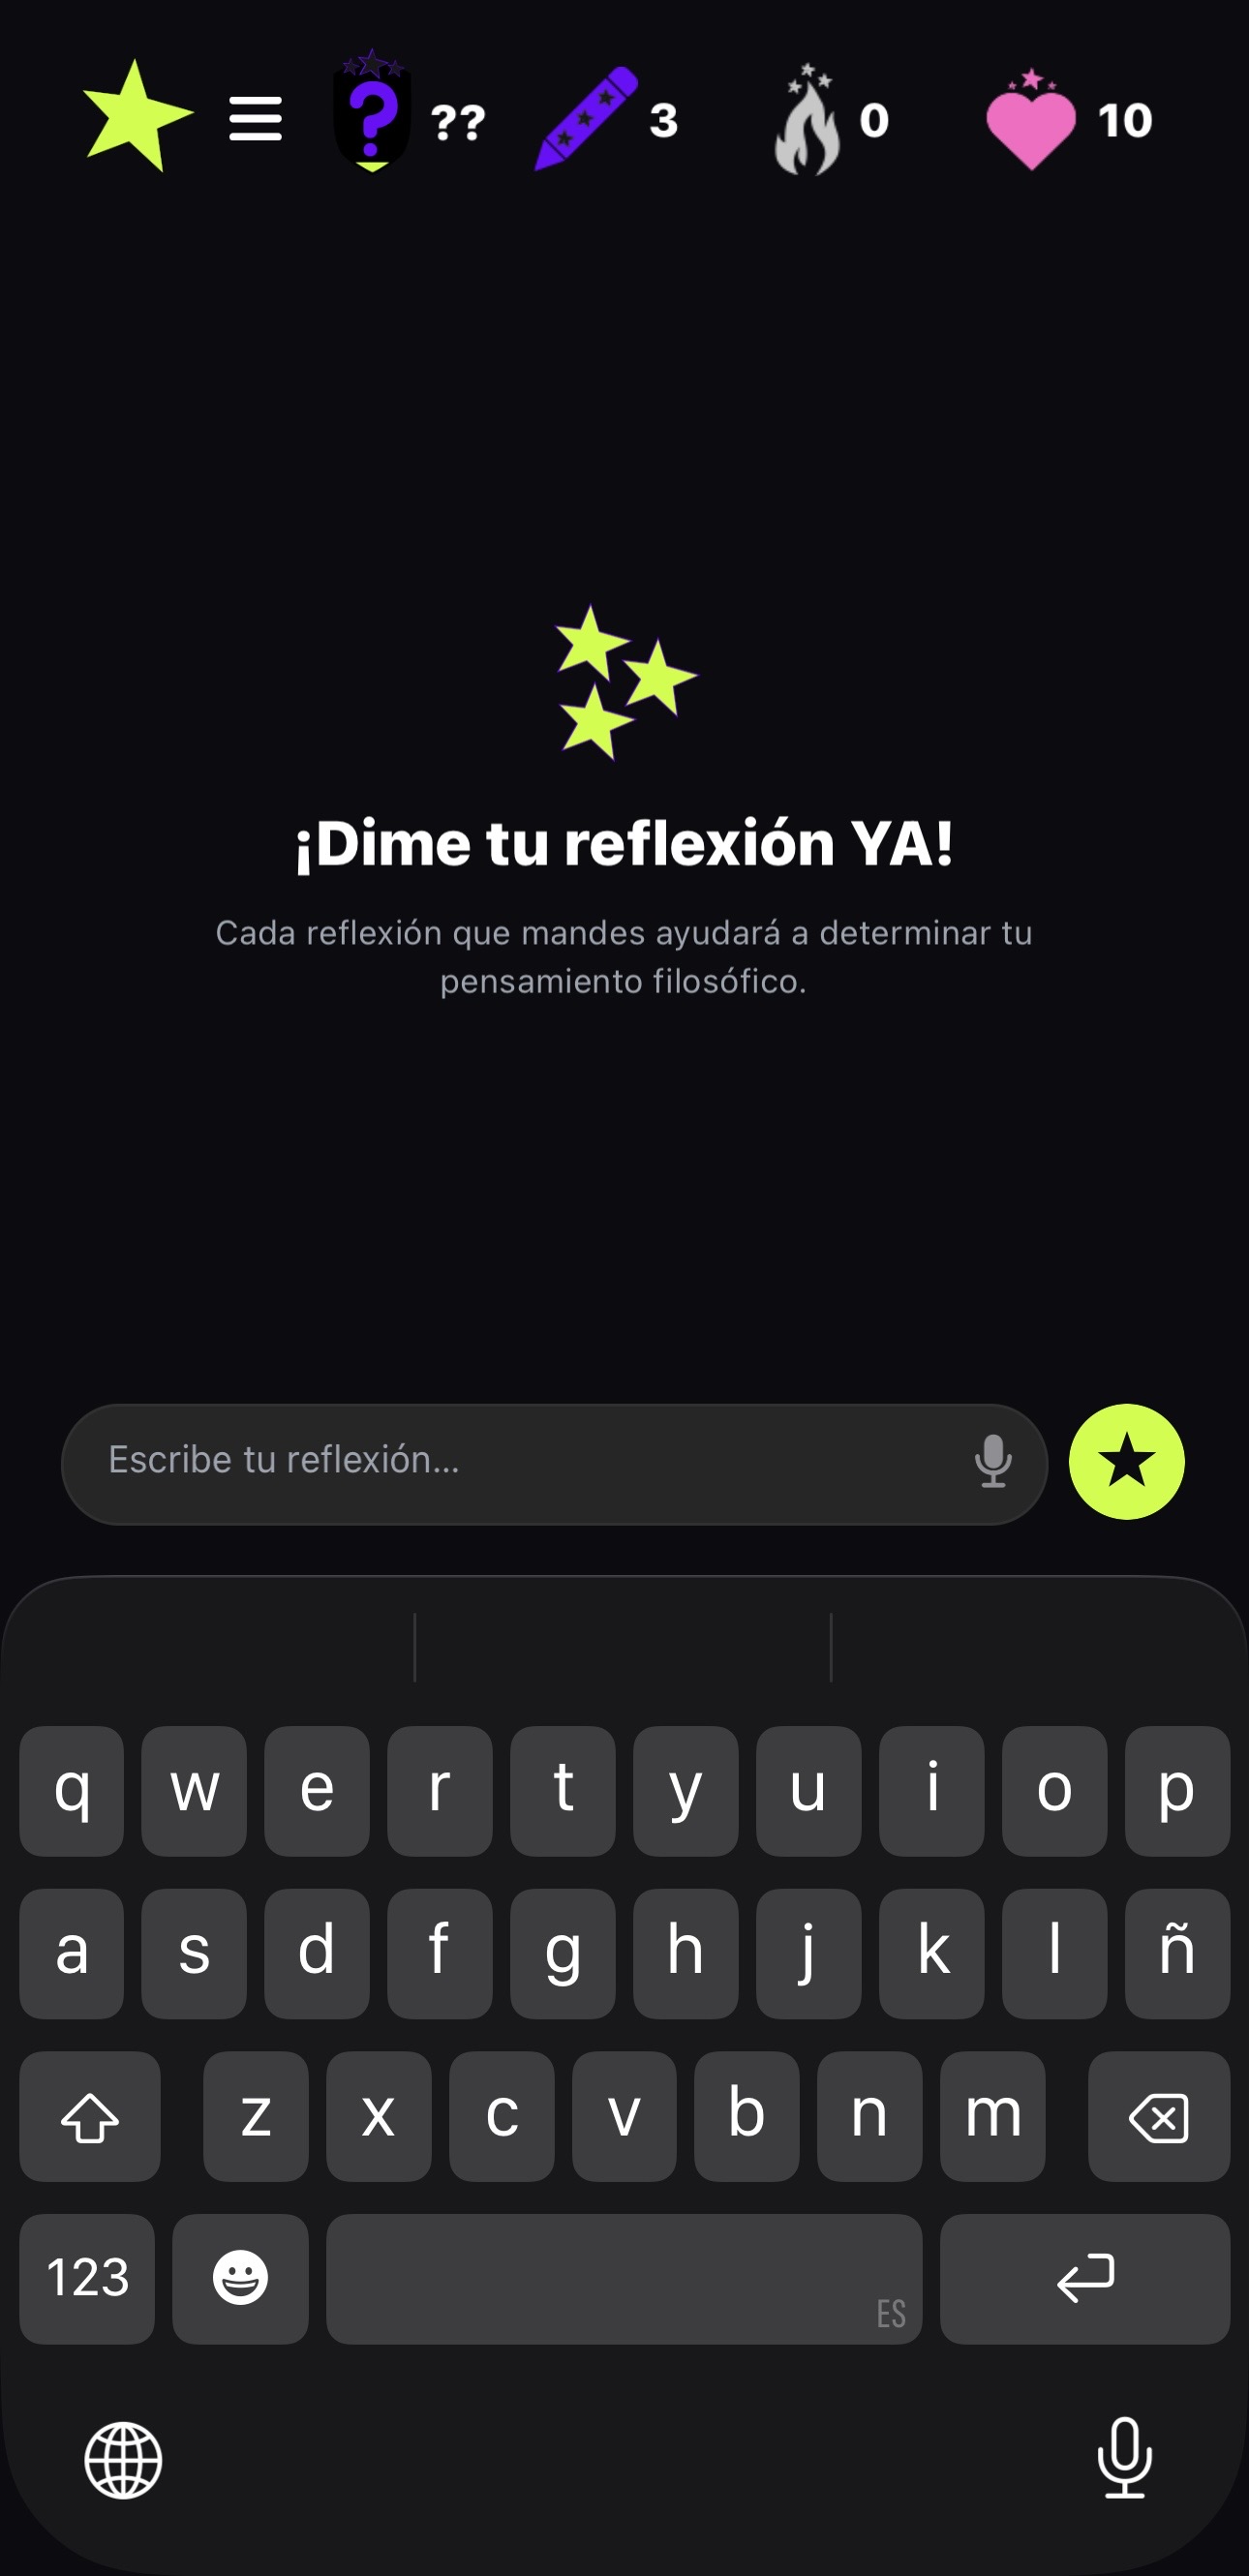 ?? 3 0 10
¡Dime tu reflexión YA!
Cada reflexión que mandes ayudará a determinar tu
pensamiento filosófico.
Escribe tu reflexión...
q w e r t y u i o p
a s d f g h j k l ñ
z x c v b n m
123 ES